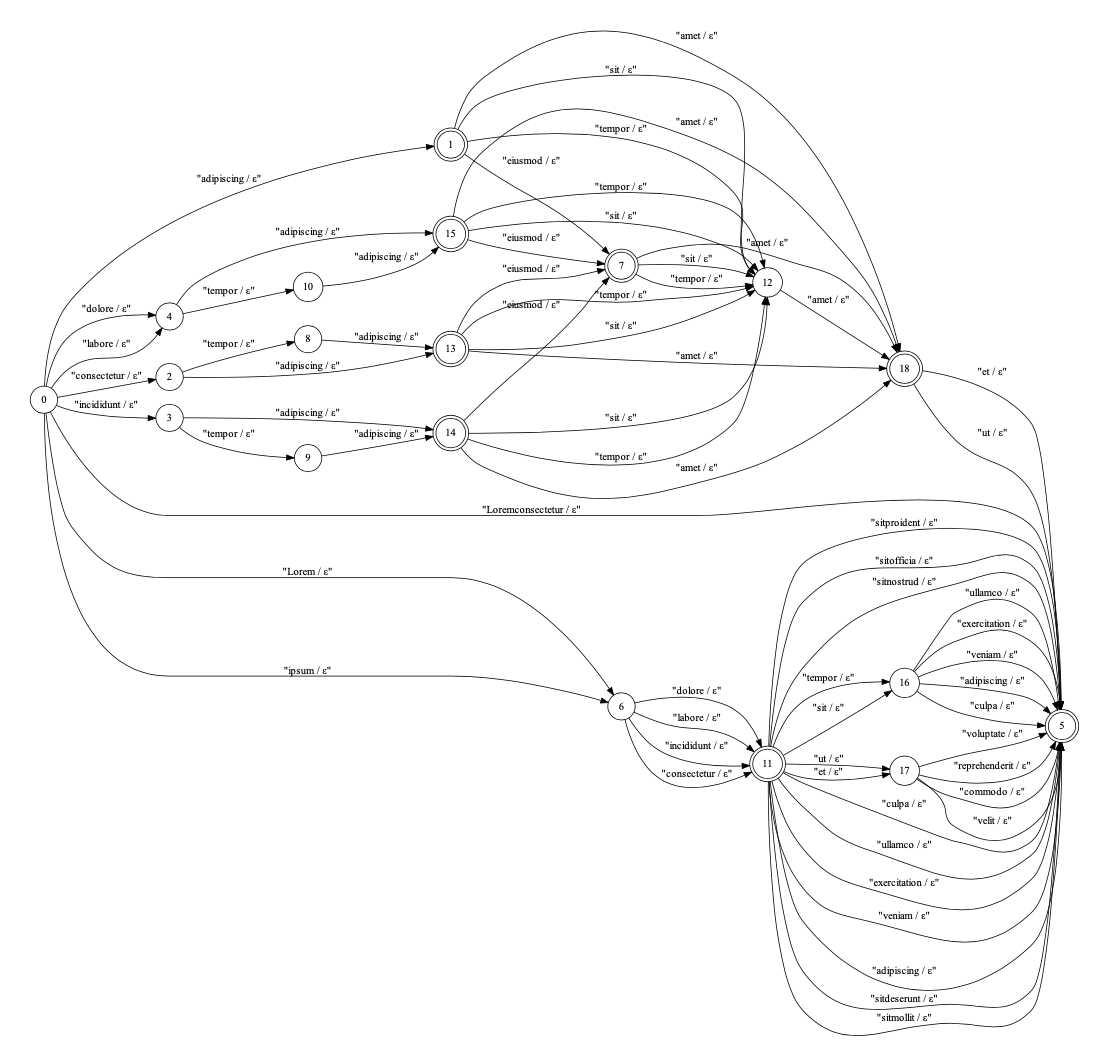 "amet / ε"
"sit / ε"
"amet / ε"
"tempor / ε"
1
"eiusmod / ε"
"adipiscing / ε"
"tempor / ε"
"sit / ε"
"adipiscing / ε"
15
"eiusmod / ε"
"amet / ε"
"adipiscing / ε"
"sit / ε"
7
"eiusmod / ε"
"tempor / ε"
12
10
"tempor / ε"
"tempor / ε"
"eiusmod / ε"
"amet / ε"
"dolore / ε"
4
"sit / ε"
"labore / ε"
"tempor / ε"
8
"adipiscing / ε"
13
"amet / ε"
"adipiscing / ε"
18
"et / ε"
"consectetur / ε"
2
0
"incididunt / ε"
3
"adipiscing / ε"
"sit / ε"
"tempor / ε"
"adipiscing / ε"
14
"ut / ε"
9
"tempor / ε"
"amet / ε"
"Loremconsectetur / ε"
"sitproident / ε"
"sitofficia / ε"
"Lorem / ε"
"sitnostrud / ε"
"ullamco / ε"
"exercitation / ε"
"veniam / ε"
"ipsum / ε"
"tempor / ε"
16
"adipiscing / ε"
"dolore / ε"
6
"sit / ε"
"culpa / ε"
"labore / ε"
5
"voluptate / ε"
"incididunt / ε"
"ut / ε"
11
"et / ε"
17
"reprehenderit / ε"
"consectetur / ε"
"commodo / ε"
"culpa / ε"
"velit / ε"
"ullamco / ε"
"exercitation / ε"
"veniam / ε"
"adipiscing / ε"
"sitdeserunt / ε"
"sitmollit / ε"